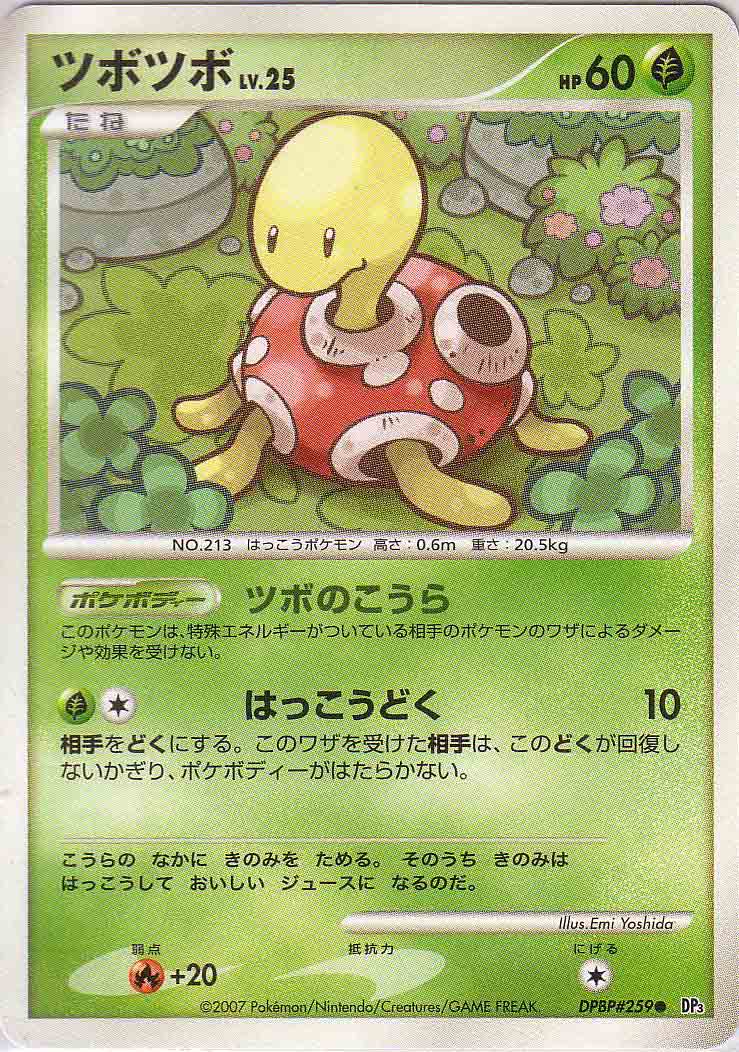 ツボツボ LV.25 HP 60
たね
NO.213 はっこうポケモン 高さ：0.6m 重さ：20.5kg
ポケボディー ツボのこうら
このポケモンは、特殊エネルギーがついている相手のポケモンのワザによるダメー
ジや効果を受けない。
はっこうどく 10
相手をどくにする。このワザを受けた相手は、このどくが回復し
ないかぎり、ポケボディーがはたらかない。
こうらの なかに きのみを ためる。 そのうち きのみは
はっこうして おいしい ジュースに なるのだ。
Illus.Emi Yoshida
弱点 抵抗力 にげる
+20
©2007 Pokémon/Nintendo/Creatures/GAME FREAK. DPBP#259 DP3